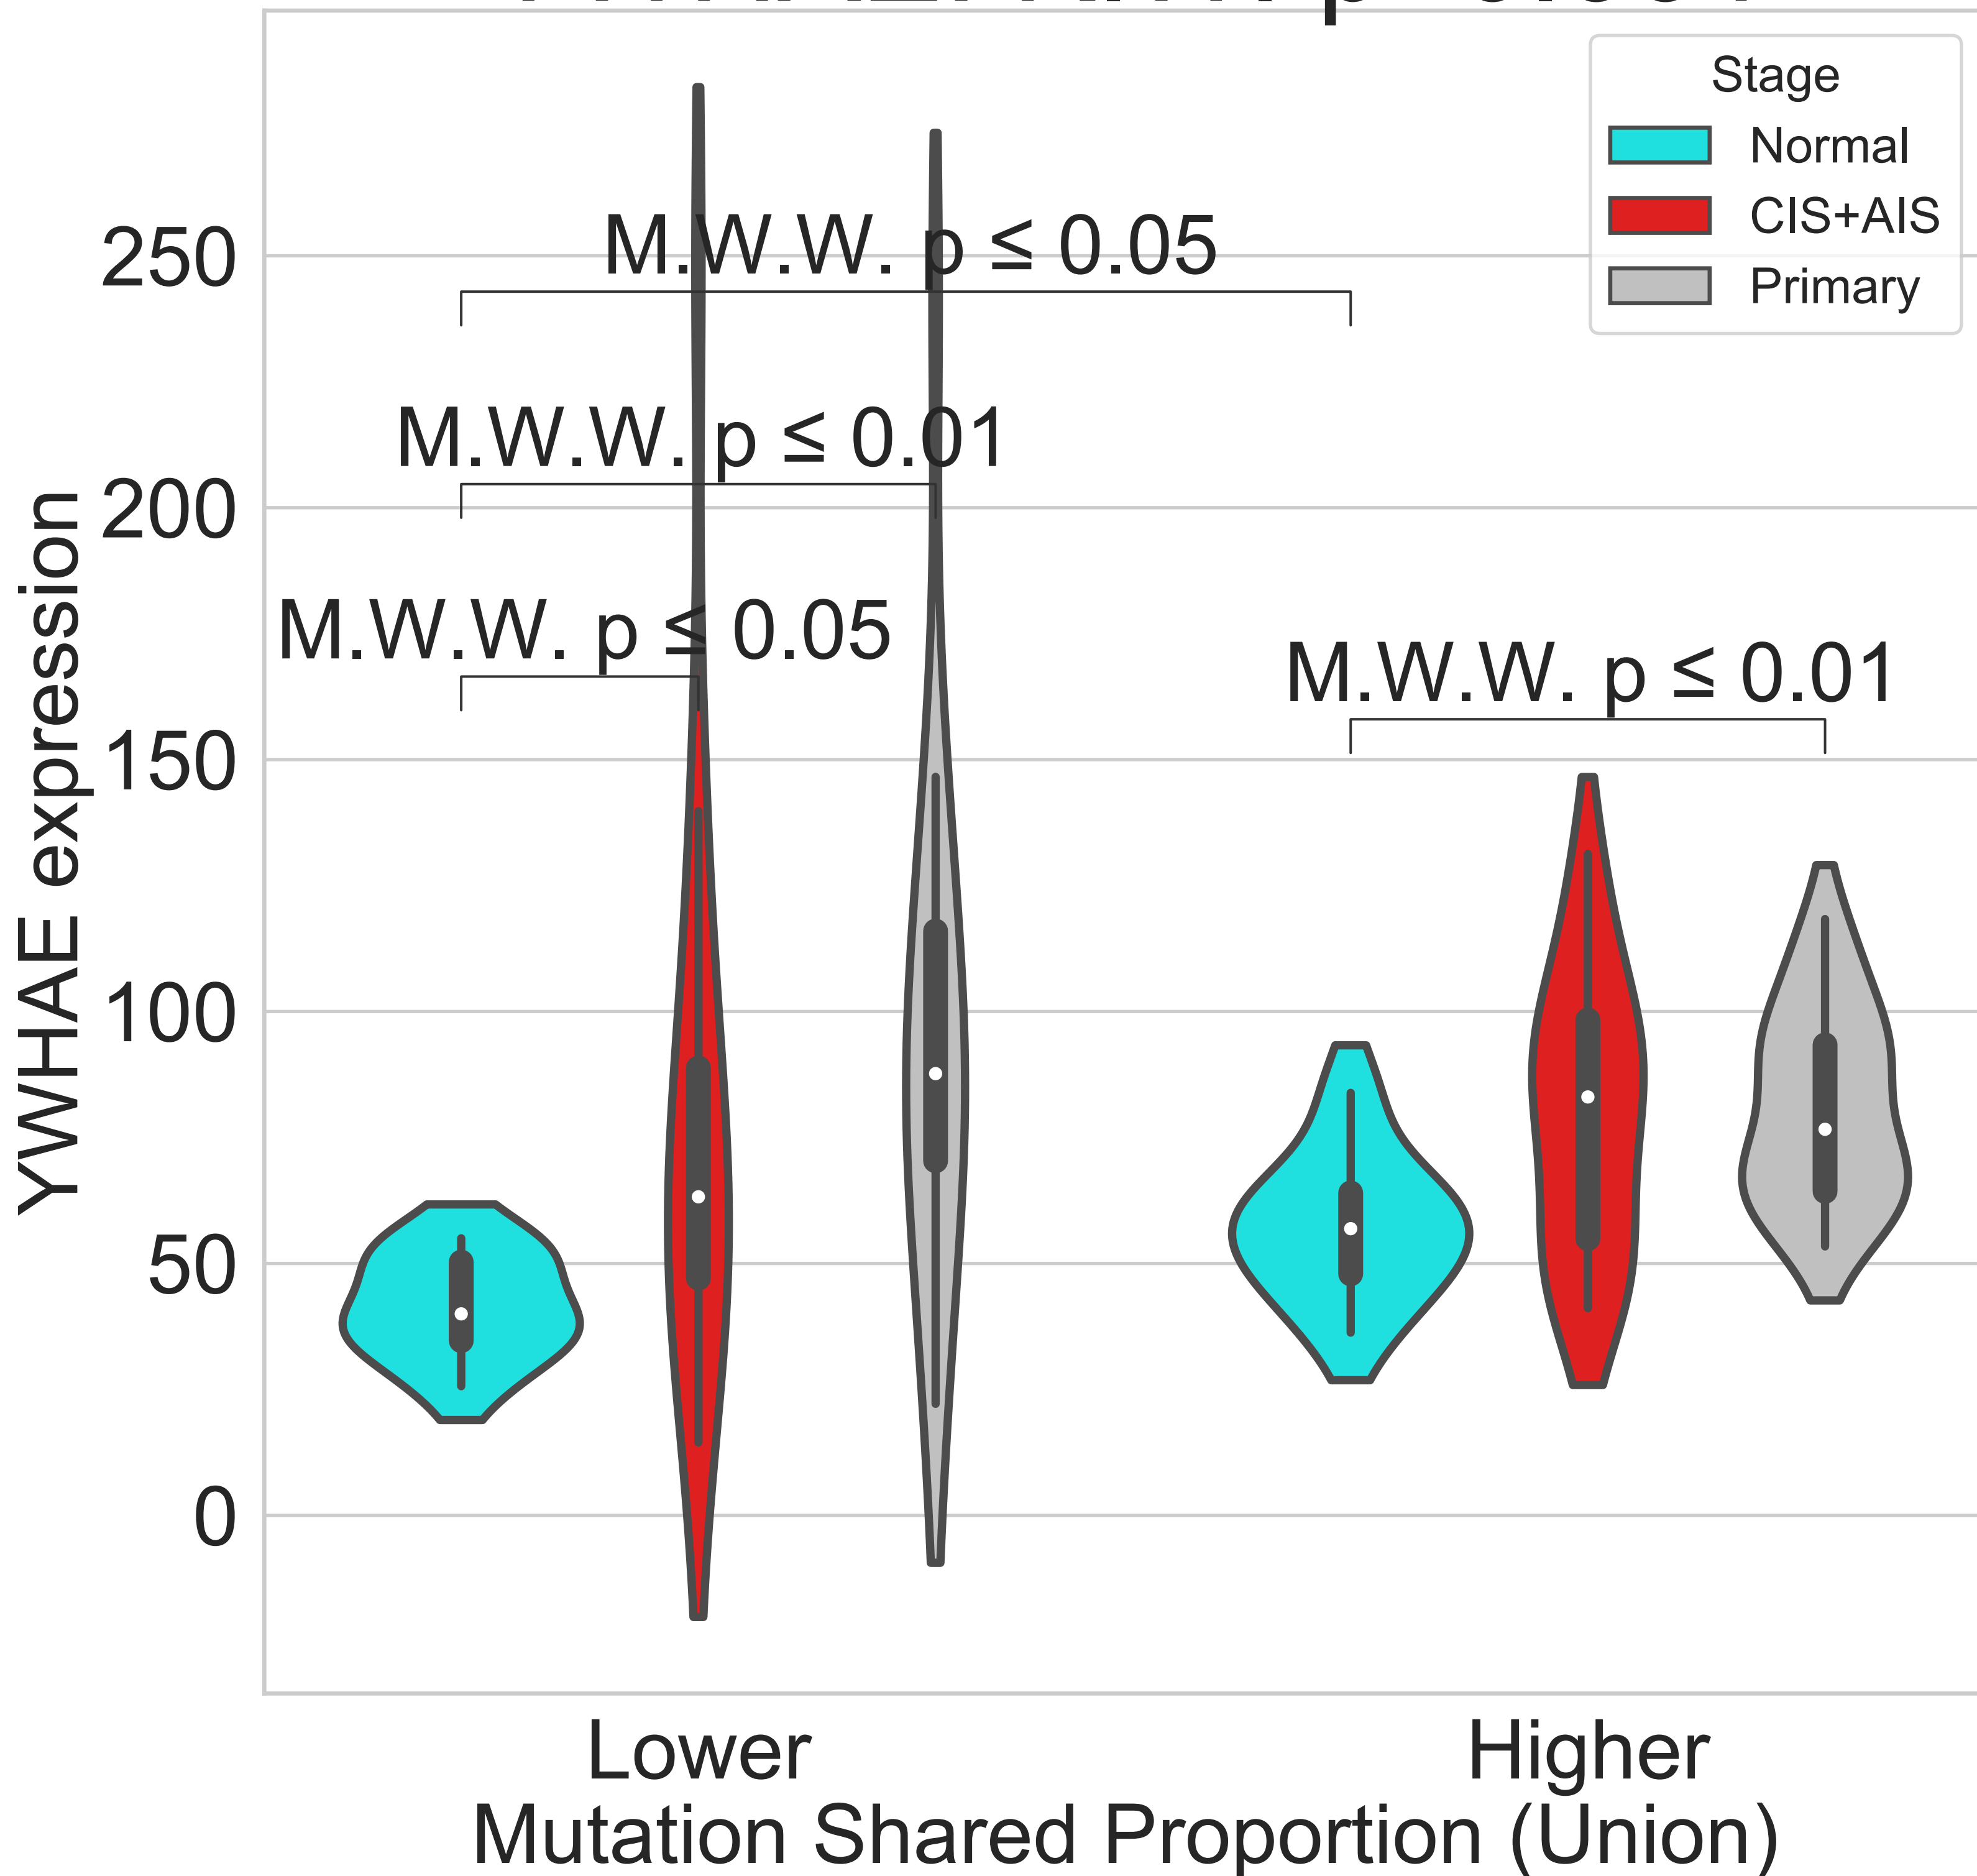 Stage
Normal
CIS+AIS
Primary
M.W.W. p ≤ 0.05
M.W.W. p ≤ 0.01
M.W.W. p ≤ 0.05
M.W.W. p ≤ 0.01
YWHAE expression
250
200
150
100
50
0
Lower
Higher
Mutation Shared Proportion (Union)